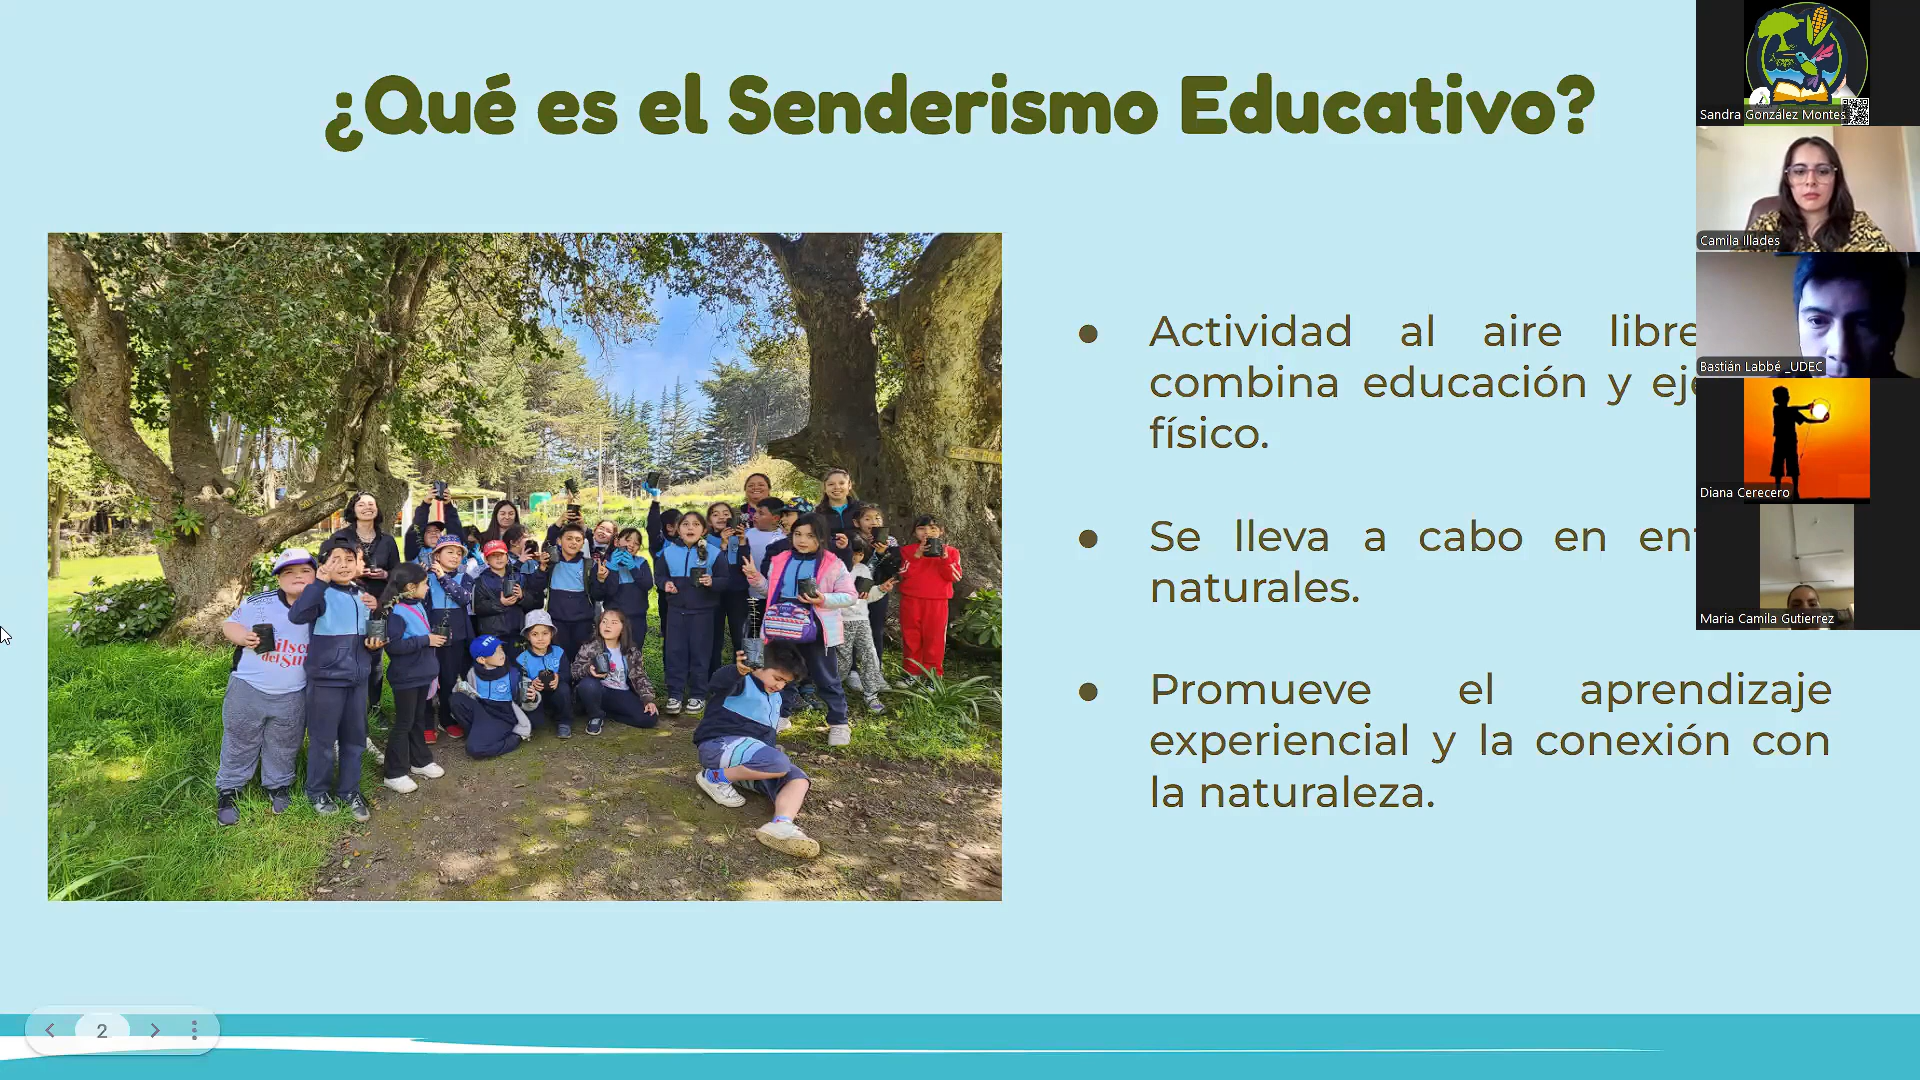 ¿Qué es el Senderismo Educativo?
● Actividad al aire libre
combina educación y eje
físico.
● Se lleva a cabo en ent
naturales.
● Promueve el aprendizaje
experiencial y la conexión con
la naturaleza.
Sandra González Montes
Camila Illades
Bastián Labbé _UDEC
Diana Cerecero
Maria Camila Gutierrez
2